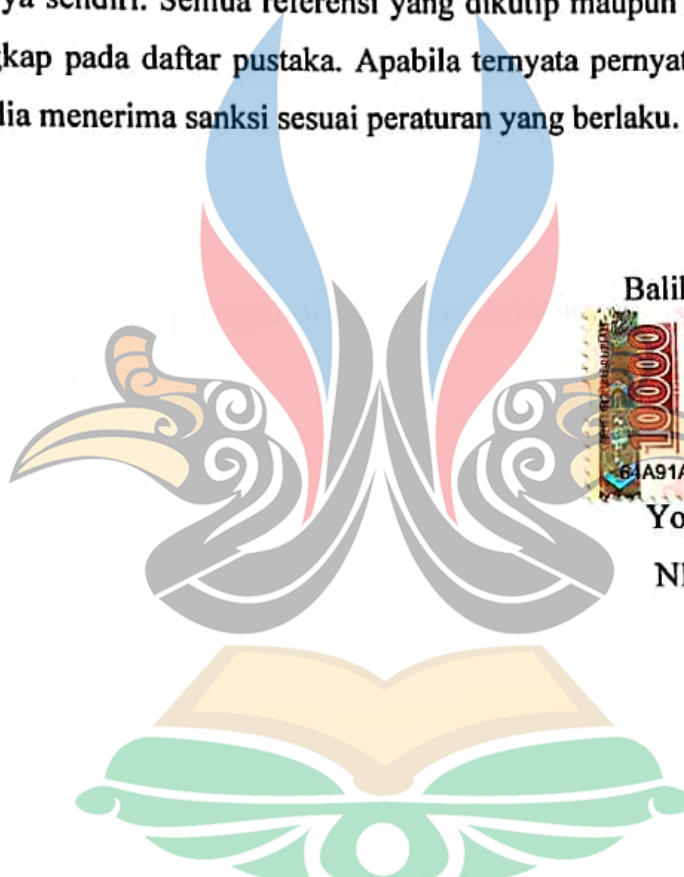 ya sendiri. Semua referensi yang dikutip maupun
gkap pada daftar pustaka. Apabila ternyata pernyat
dia menerima sanksi sesuai peraturan yang berlaku.
Balik
10000
64A91A
Yo
NI